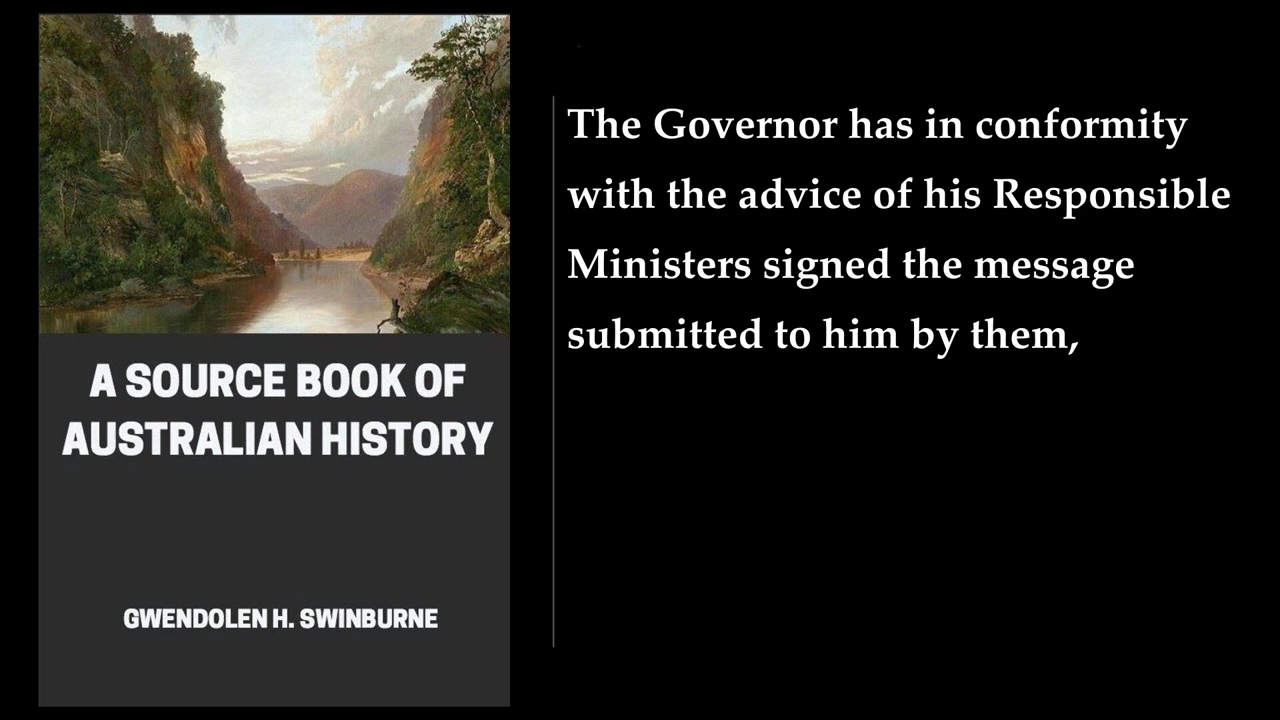 A SOURCE BOOK OF
AUSTRALIAN HISTORY
GWENDOLEN H. SWINBURNE
The Governor has in conformity
with the advice of his Responsible
Ministers signed the message
submitted to him by them,